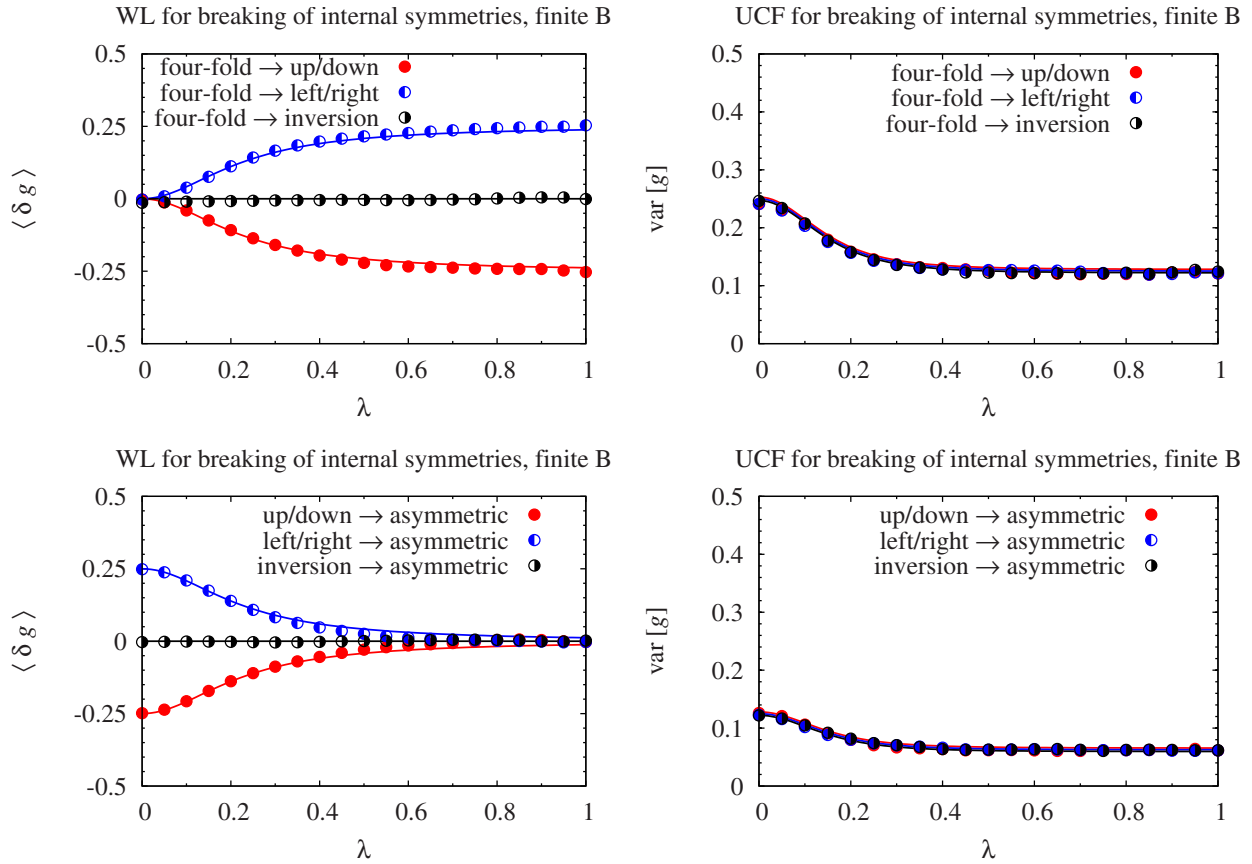 WL for breaking of internal symmetries, finite B
0.5
four-fold → up/down
four-fold → left/right
four-fold → inversion
0.25
0
-0.25
-0.5
⟨ δ g ⟩
0 0.2 0.4 0.6 0.8 1
λ
UCF for breaking of internal symmetries, finite B
0.5
four-fold → up/down
four-fold → left/right
four-fold → inversion
0.4
0.3
0.2
0.1
0
var [g]
0 0.2 0.4 0.6 0.8 1
λ
WL for breaking of internal symmetries, finite B
0.5
up/down → asymmetric
left/right → asymmetric
inversion → asymmetric
0.25
0
-0.25
-0.5
⟨ δ g ⟩
0 0.2 0.4 0.6 0.8 1
λ
UCF for breaking of internal symmetries, finite B
0.5
up/down → asymmetric
left/right → asymmetric
inversion → asymmetric
0.4
0.3
0.2
0.1
0
var [g]
0 0.2 0.4 0.6 0.8 1
λ